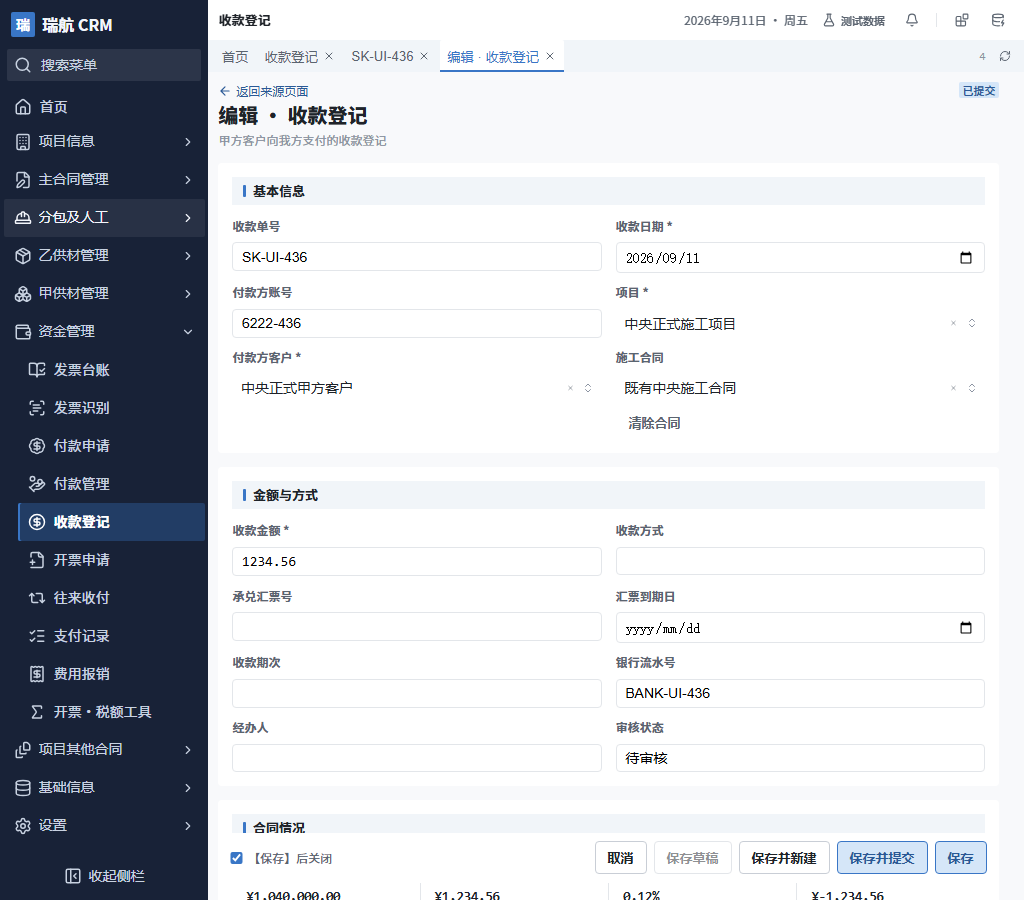 瑞 瑞航 CRM
搜索菜单
首页
项目信息
主合同管理
分包及人工
乙供材管理
甲供材管理
资金管理
发票台账
发票识别
付款申请
付款管理
收款登记
开票申请
往来收付
支付记录
费用报销
开票・税额工具
项目其他合同
基础信息
设置
收起侧栏
收款登记
2026年9月11日 · 周五 测试数据
首页 收款登记 × SK-UI-436 × 编辑 · 收款登记 × 4
← 返回来源页面 已提交
编辑 · 收款登记
甲方客户向我方支付的收款登记
基本信息
收款单号 收款日期 *
SK-UI-436 2026/09/11
付款方账号 项目 *
6222-436 中央正式施工项目 ×
付款方客户 * 施工合同
中央正式甲方客户 × 既有中央施工合同 ×
清除合同
金额与方式
收款金额 * 收款方式
1234.56
承兑汇票号 汇票到期日
yyyy/mm/dd
收款期次 银行流水号
BANK-UI-436
经办人 审核状态
待审核
合同情况
【保存】后关闭 取消 保存草稿 保存并新建 保存并提交 保存
¥1,040,000.00 ¥1,234.56 0.12% ¥-1,234.56